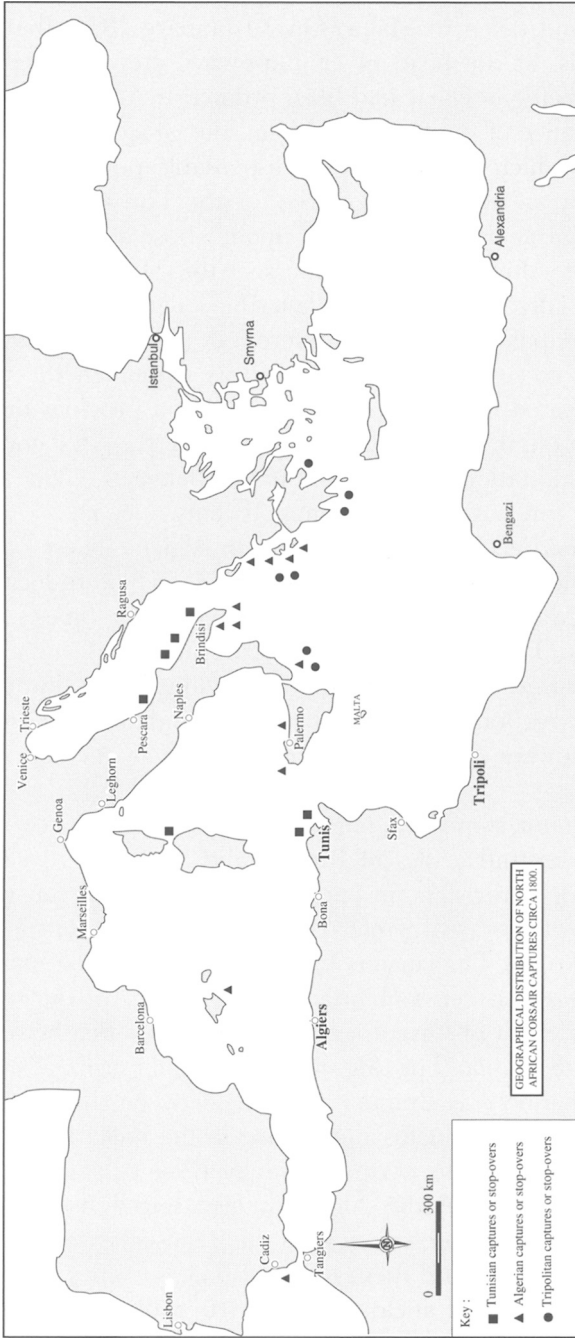 Venice
Trieste
Genoa
Leghorn
Marseilles
Ragusa
Pescara
Istanbul
Barcelona
Naples
Brindisi
Smyrna
Lisbon
Cadiz
Tangiers
Palermo
MALTA
Algiers
Bona
Tunis
Sfax
Tripoli
Bengazi
Alexandria
GEOGRAPHICAL DISTRIBUTION OF NORTH
AFRICAN CORSAIR CAPTURES CIRCA 1800.
N
0 300 km
Key :
Tunisian captures or stop-overs
Algerian captures or stop-overs
Tripolitan captures or stop-overs